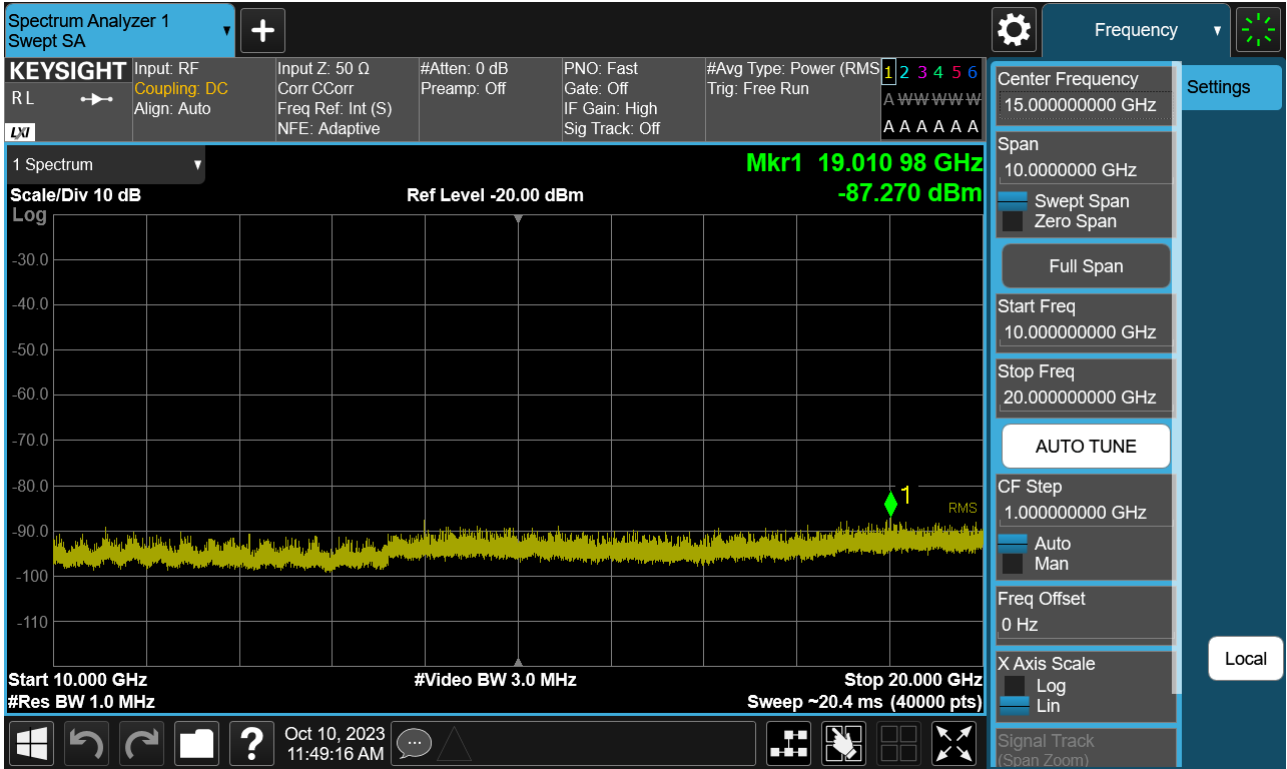 Spectrum Analyzer 1
Swept SA
+
Frequency
KEYSIGHT
RL
LXI
Input: RF
Coupling: DC
Align: Auto
Input Z: 50 Ω
Corr CCorr
Freq Ref: Int (S)
NFE: Adaptive
#Atten: 0 dB
Preamp: Off
PNO: Fast
Gate: Off
IF Gain: High
Sig Track: Off
#Avg Type: Power (RMS
Trig: Free Run
1 2 3 4 5 6
A W W W W W
A A A A A A
1 Spectrum
Mkr1 19.010 98 GHz
Scale/Div 10 dB
Ref Level -20.00 dBm
-87.270 dBm
Log
-30.0
-40.0
-50.0
-60.0
-70.0
-80.0
1
RMS
-90.0
-100
-110
Start 10.000 GHz
#Video BW 3.0 MHz
Stop 20.000 GHz
#Res BW 1.0 MHz
Sweep ~20.4 ms (40000 pts)
Center Frequency
15.000000000 GHz
Settings
Span
10.0000000 GHz
Swept Span
Zero Span
Full Span
Start Freq
10.000000000 GHz
Stop Freq
20.000000000 GHz
AUTO TUNE
CF Step
1.000000000 GHz
Auto
Man
Freq Offset
0 Hz
X Axis Scale
Log
Lin
Local
Signal Track
(Span Zoom)
?
Oct 10, 2023
11:49:16 AM